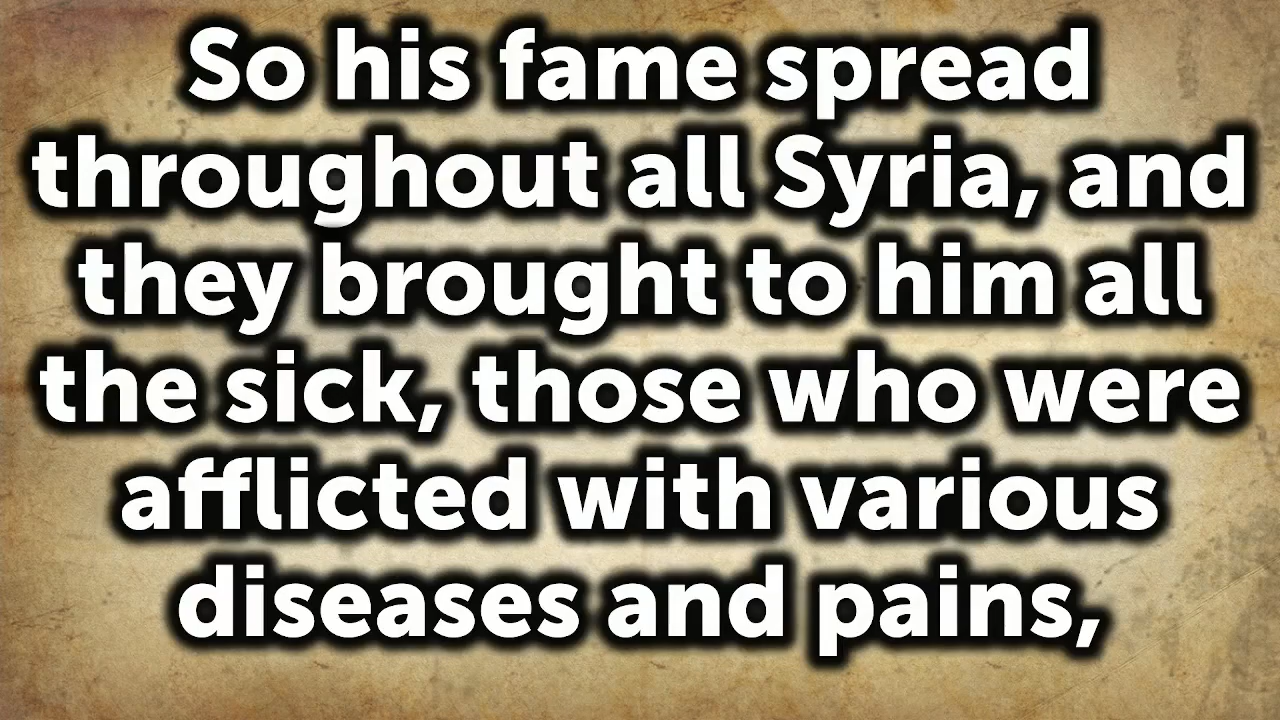 So his fame spread
throughout all Syria, and
they brought to him all
the sick, those who were
afflicted with various
diseases and pains,